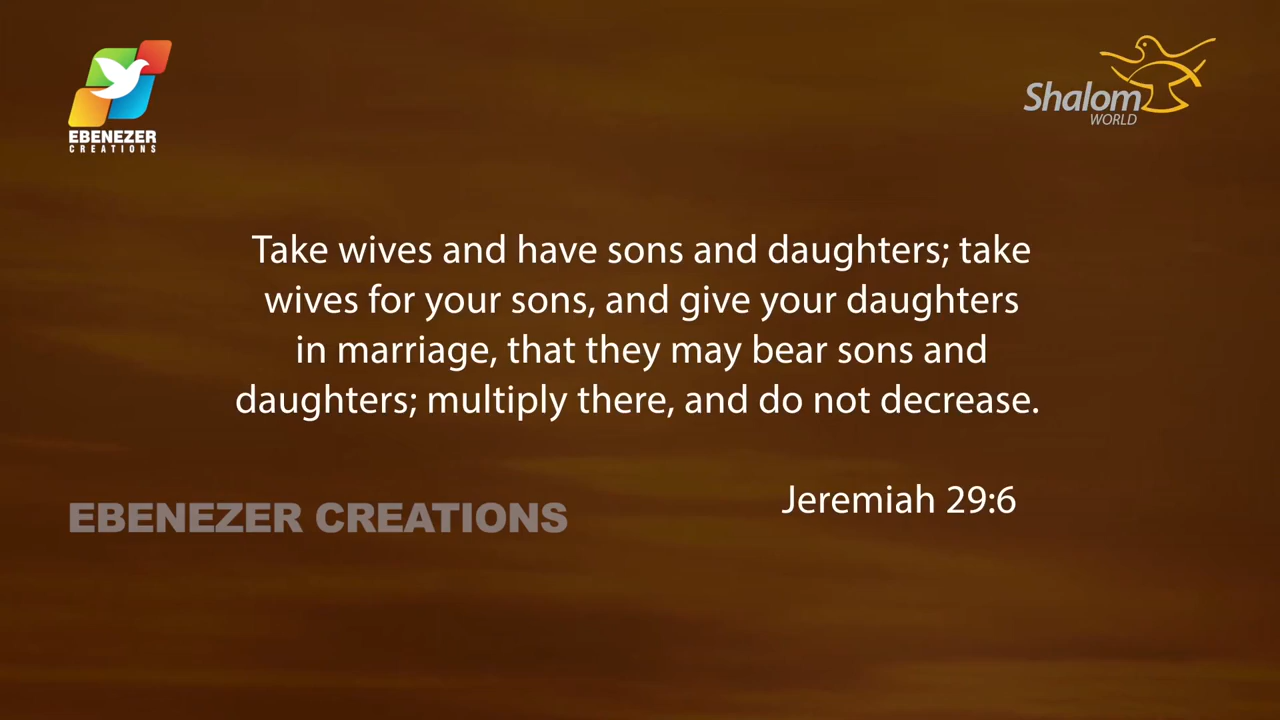 EBENEZER
CREATIONS
Shalom
WORLD
Take wives and have sons and daughters; take
wives for your sons, and give your daughters
in marriage, that they may bear sons and
daughters; multiply there, and do not decrease.
Jeremiah 29:6
EBENEZER CREATIONS